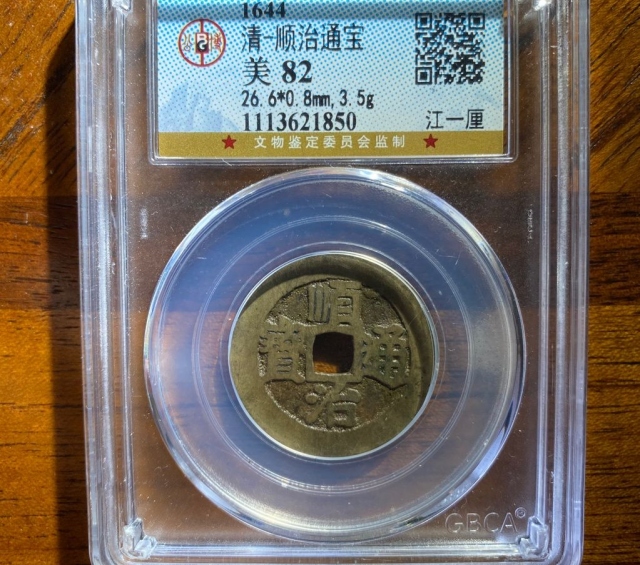 1644
清-顺治通宝
美 82
26.6*0.8mm,3.5g
1113621850 江一厘
★ 文物鉴定委员会监制 ★
順
寶 通
治
GBCA®